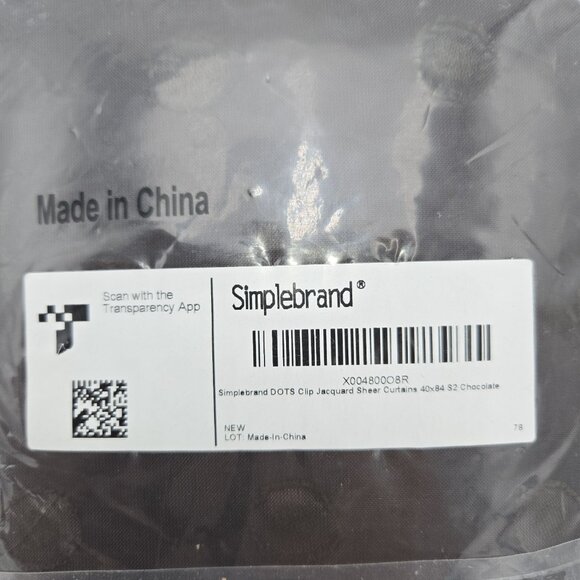 Made in China
Scan with the
Transparency App
Simplebrand®
X004800O8R
Simplebrand DOTS Clip Jacquard Sheer Curtains 40x84 S2 Chocolate
NEW
LOT: Made-In-China
78